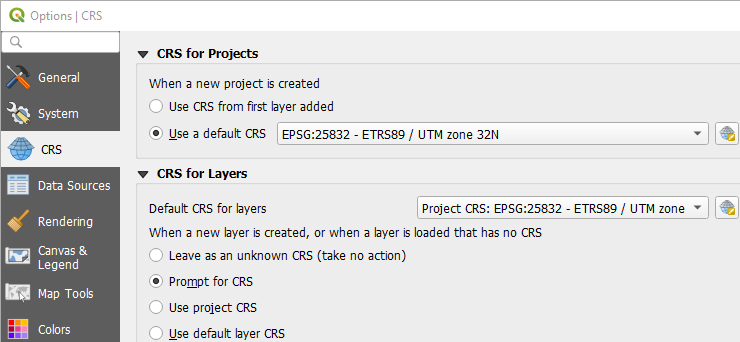 Options | CRS
CRS for Projects
General
When a new project is created
Use CRS from first layer added
System
Use a default CRS
EPSG:25832 - ETRS89 / UTM zone 32N
CRS
CRS for Layers
Data Sources
Default CRS for layers
Project CRS: EPSG:25832 - ETRS89 / UTM zone
Rendering
When a new layer is created, or when a layer is loaded that has no CRS
Canvas &
Legend
Leave as an unknown CRS (take no action)
Prompt for CRS
Map Tools
Use project CRS
Colors
Use default layer CRS